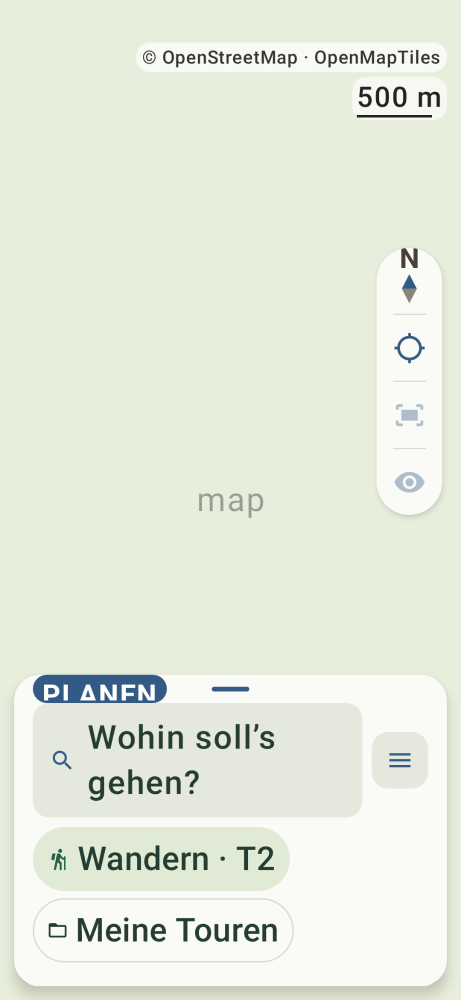 © OpenStreetMap · OpenMapTiles
500 m
N
map
PLANEN
Wohin soll’s
gehen?
Wandern · T2
Meine Touren